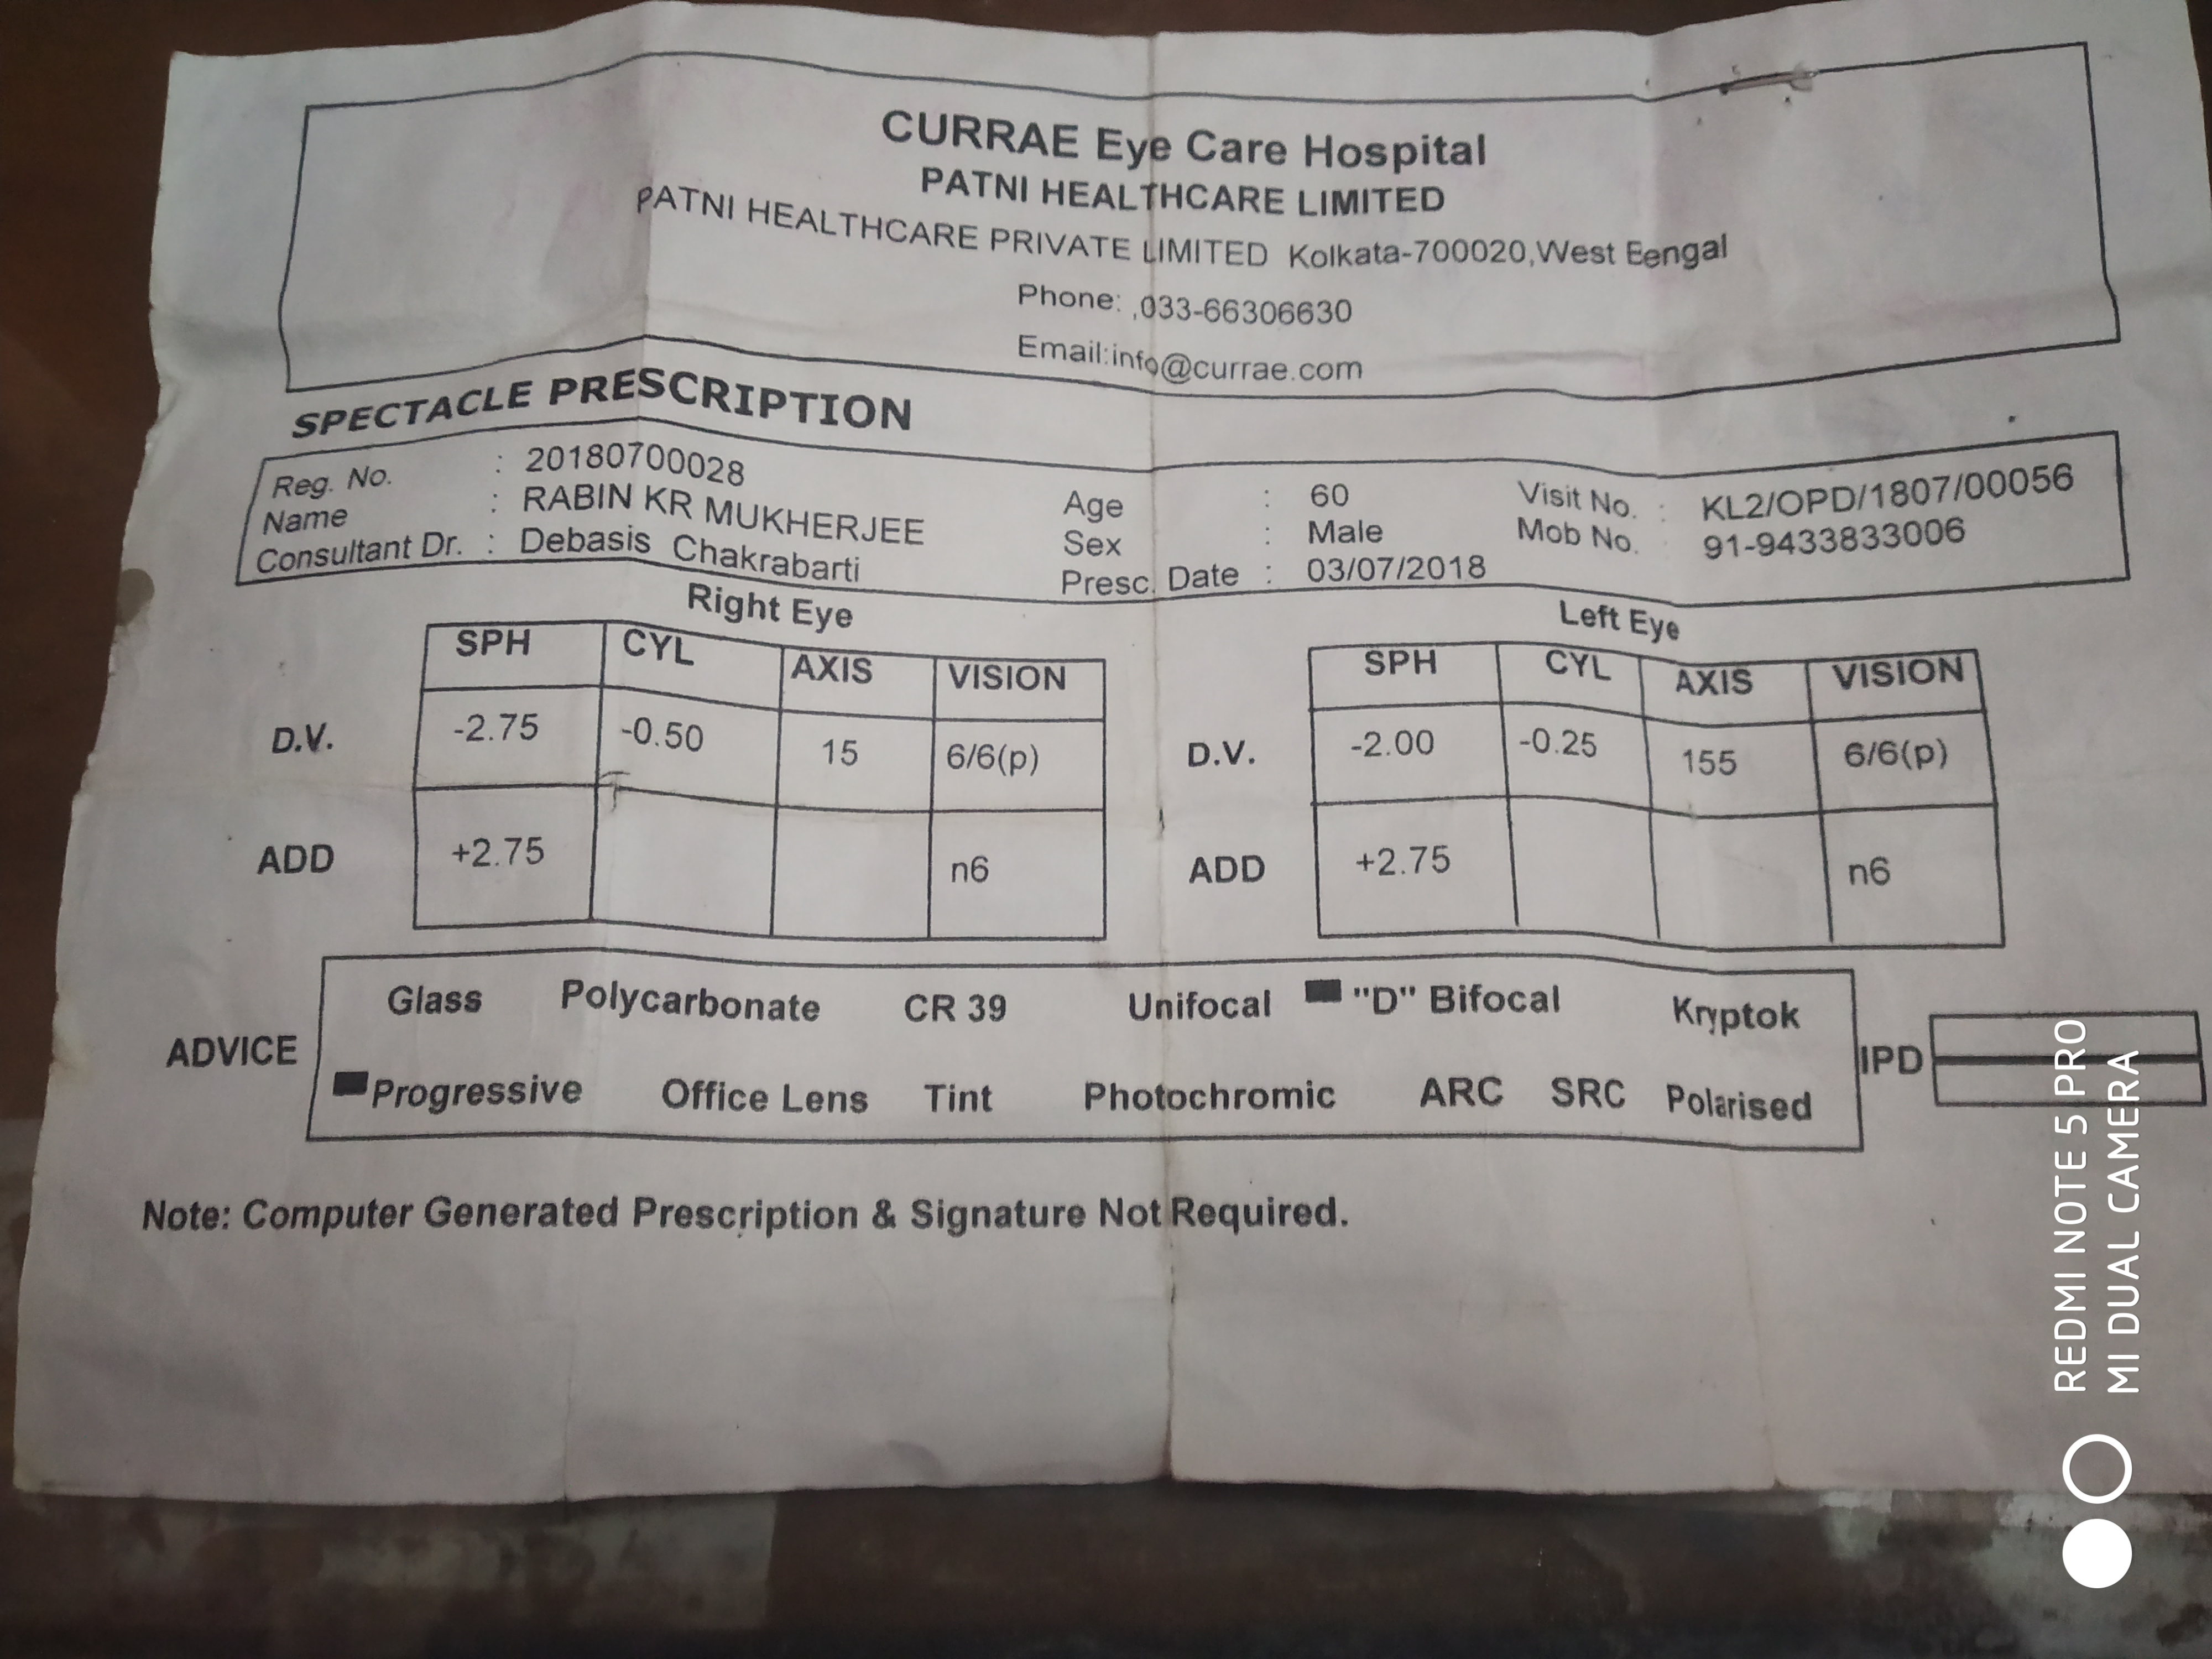 CURRAE Eye Care Hospital
PATNI HEALTHCARE LIMITED
PATNI HEALTHCARE PRIVATE LIMITED Kolkata-700020,West Bengal
Phone: ,033-66306630
Email:info@currae.com
SPECTACLE PRESCRIPTION
Reg. No. : 201807000028 Age : 60 Visit No. : KL2/OPD/1807/00056
Name : RABIN KR MUKHERJEE Sex : Male Mob No. : 91-9433833006
Consultant Dr. : Debasis Chakrabarti Presc. Date : 03/07/2018
Right Eye Left Eye
SPH CYL AXIS VISION SPH CYL AXIS VISION
D.V. -2.75 -0.50 15 6/6(p) D.V. -2.00 -0.25 155 6/6(p)
ADD +2.75 n6 ADD +2.75 n6
ADVICE Glass Polycarbonate CR 39 Unifocal "D" Bifocal Kryptok
Progressive Office Lens Tint Photochromic ARC SRC Polarised IPD
Note: Computer Generated Prescription & Signature Not Required.
REDMI NOTE 5 PRO
MI DUAL CAMERA